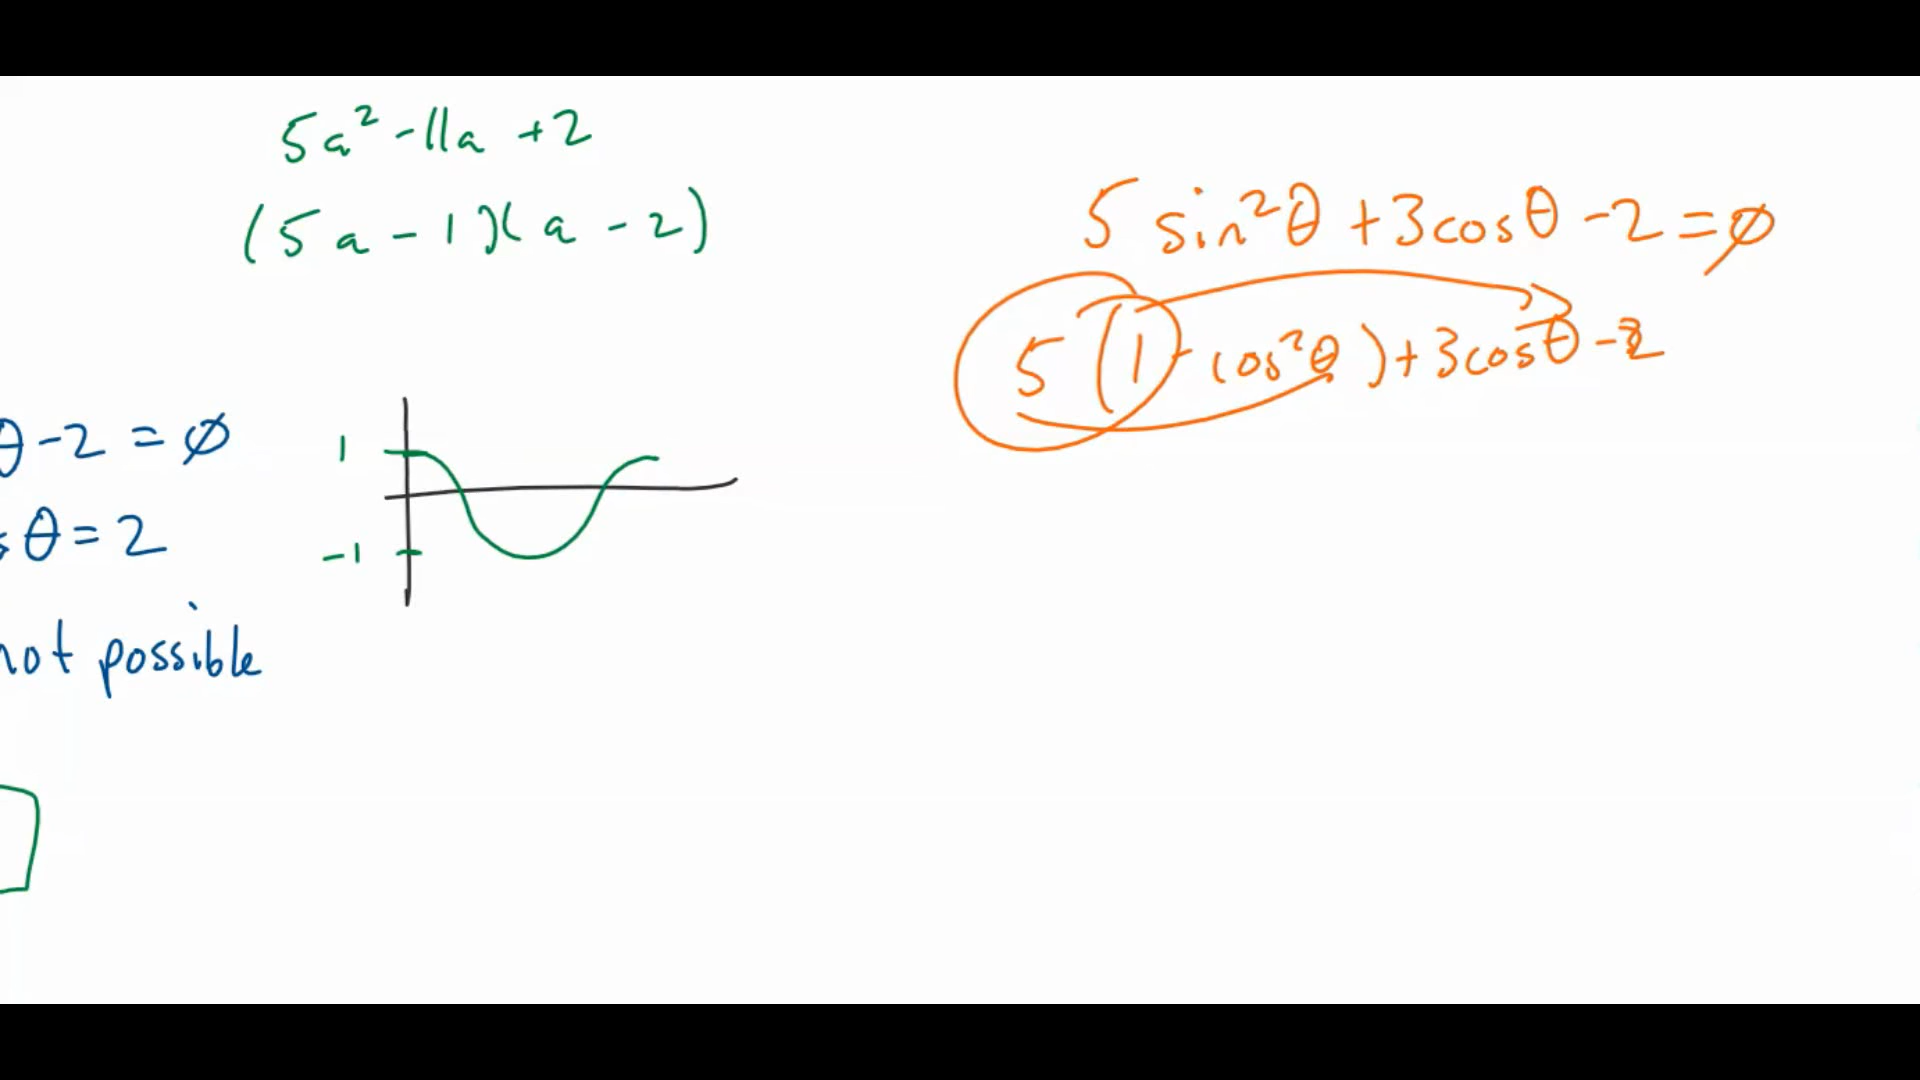 5a² -11a +2
(5a - 1)(a - 2)
θ -2 = 0
s θ = 2
not possible
1
-1
5 sin²θ + 3cosθ - 2 = 0
5 (1 - cos²θ) + 3cosθ - 2